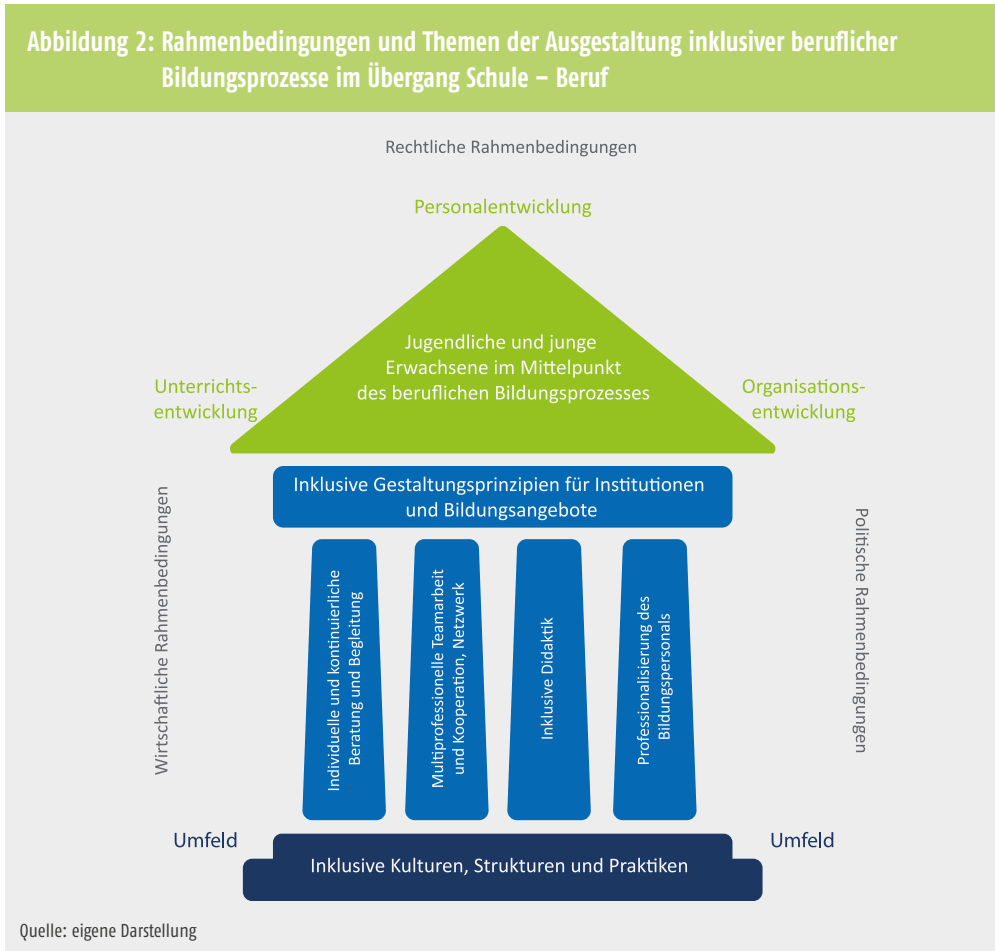 Abbildung 2: Rahmenbedingungen und Themen der Ausgestaltung inklusiver beruflicher
Bildungsprozesse im Übergang Schule – Beruf
Rechtliche Rahmenbedingungen
Personalentwicklung
Jugendliche und junge
Erwachsene im Mittelpunkt
des beruflichen Bildungsprozesses
Unterrichts-
entwicklung
Organisations-
entwicklung
Inklusive Gestaltungsprinzipien für Institutionen
und Bildungsangebote
Wirtschaftliche Rahmenbedingungen
Individuelle und kontinuierliche
Beratung und Begleitung
Multiprofessionelle Teamarbeit
und Kooperation, Netzwerk
Inklusive Didaktik
Professionalisierung des
Bildungspersonals
Politische Rahmenbedingungen
Umfeld
Umfeld
Inklusive Kulturen, Strukturen und Praktiken
Quelle: eigene Darstellung